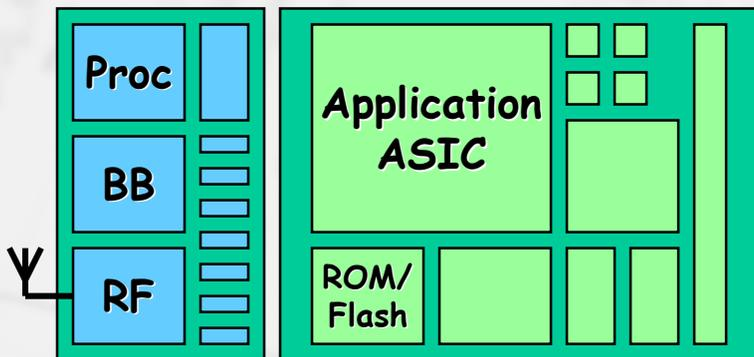 Proc
BB
RF
Application
ASIC
ROM/
Flash